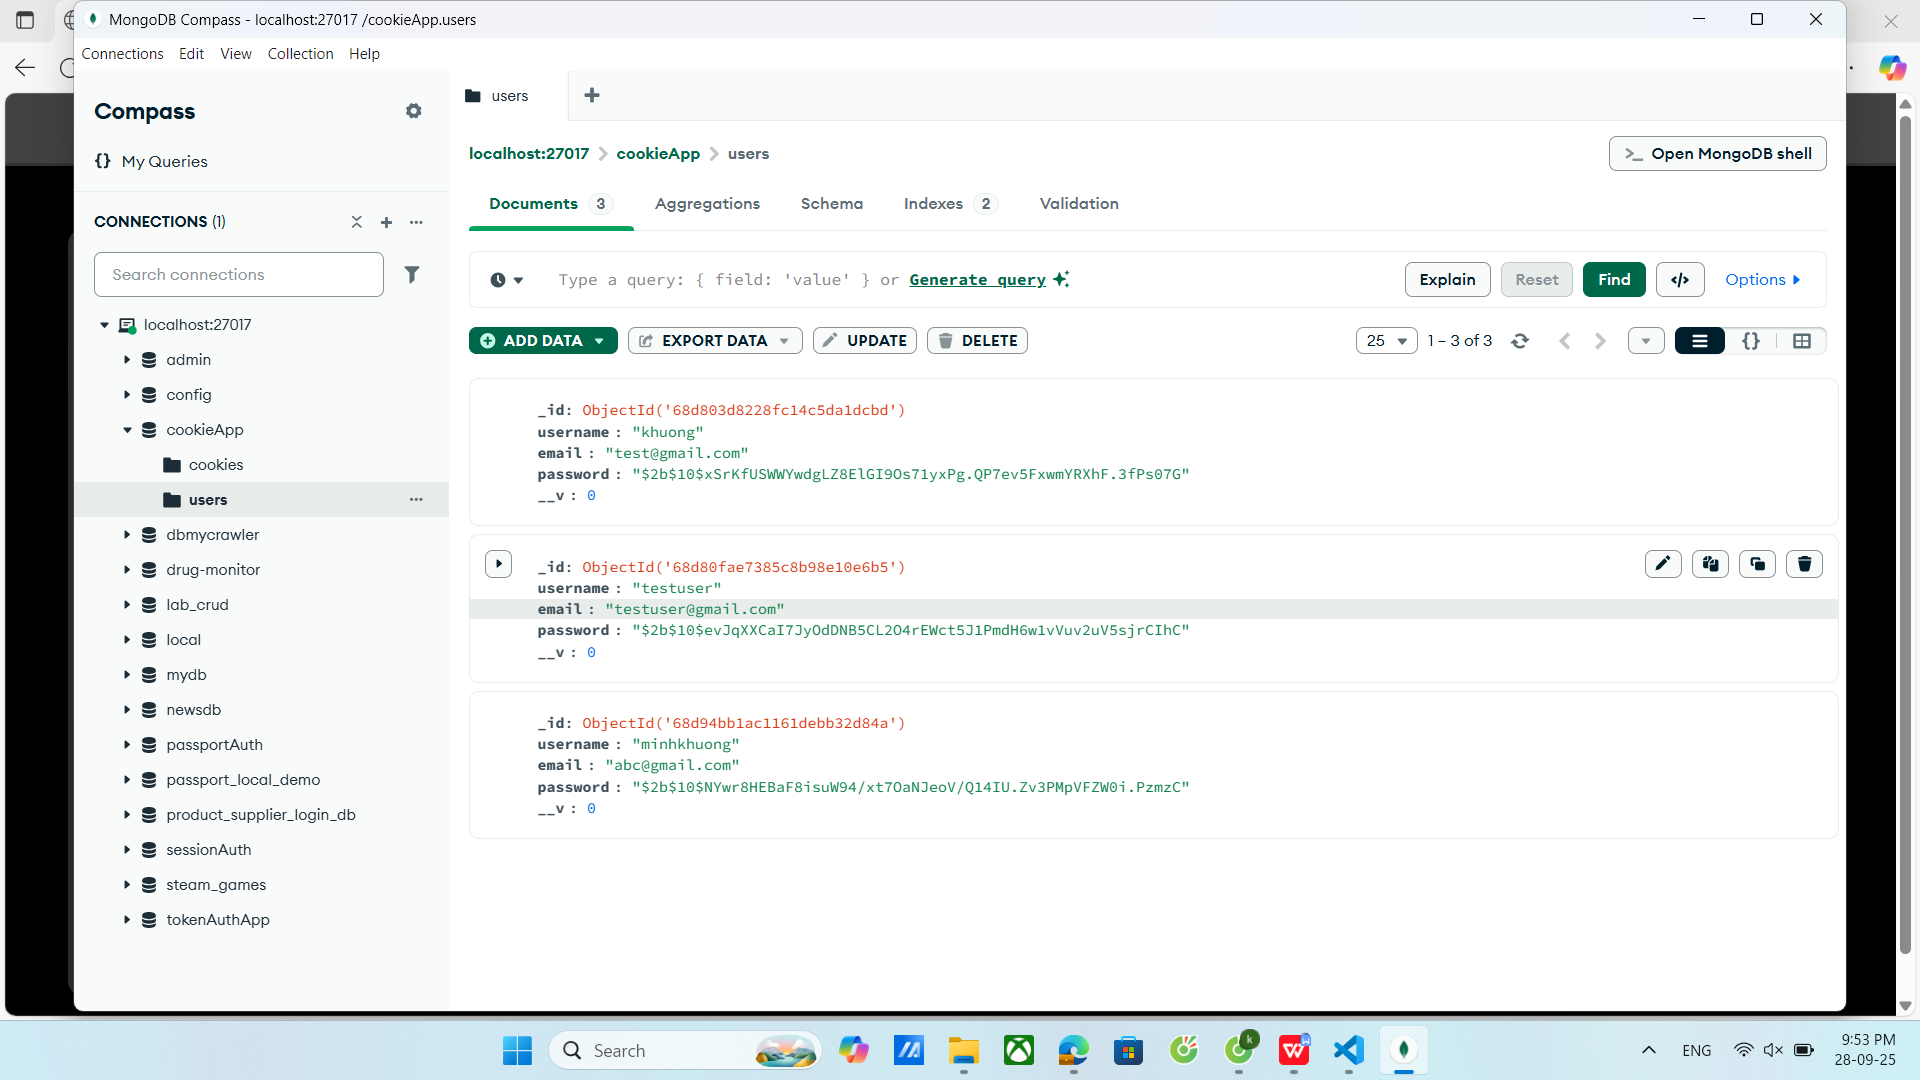 MongoDB Compass - localhost:27017 /cookieApp.users
Connections Edit View Collection Help
Compass
{} My Queries
CONNECTIONS (1)
Search connections
localhost:27017
admin
config
cookieApp
cookies
users
dbmycrawler
drug-monitor
lab_crud
local
mydb
newsdb
passportAuth
passport_local_demo
product_supplier_login_db
sessionAuth
steam_games
tokenAuthApp
users
localhost:27017 > cookieApp > users
>_ Open MongoDB shell
Documents 3 Aggregations Schema Indexes 2 Validation
Type a query: { field: 'value' } or Generate query
Explain Reset Find </> Options
ADD DATA EXPORT DATA UPDATE DELETE
25 1 – 3 of 3 {}
_id: ObjectId('68d803d8228fc14c5da1dcbd')
username : "khuong"
email : "test@gmail.com"
password : "$2b$10$xSrKfUSWWYwdgLZ8ElGI9Os71yxPg.QP7ev5FxwmYRXhF.3fPs07G"
__v : 0
_id: ObjectId('68d80fae7385c8b98e10e6b5')
username : "testuser"
email : "testuser@gmail.com"
password : "$2b$10$evJqXXCaI7JyOdDNB5CL2O4rEWct5J1PmdH6w1vVuv2uV5sjrCIhC"
__v : 0
_id: ObjectId('68d94bb1ac1161debb32d84a')
username : "minhkhuong"
email : "abc@gmail.com"
password : "$2b$10$NYwr8HEBaF8isuW94/xt7OaNJeoV/Q14IU.Zv3PMpVFZW0i.PzmzC"
__v : 0
Search
k
ENG
9:53 PM
28-09-25